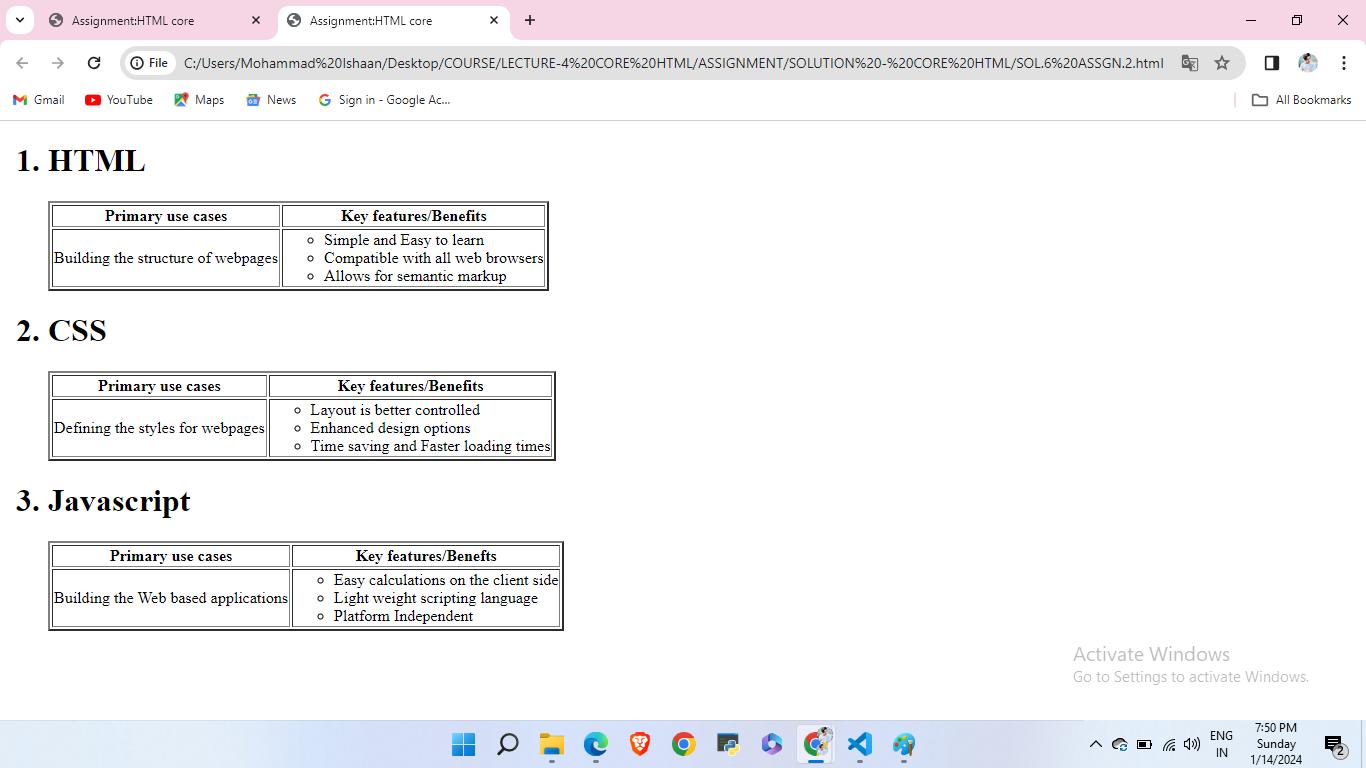 Assignment:HTML core
Assignment:HTML core
File C:/Users/Mohammad%20Ishaan/Desktop/COURSE/LECTURE-4%20CORE%20HTML/ASSIGNMENT/SOLUTION%20-%20CORE%20HTML/SOL.6%20ASSGN.2.html
Gmail YouTube Maps News Sign in - Google Ac... All Bookmarks
1. HTML
Primary use cases Key features/Benefits
Building the structure of webpages
Simple and Easy to learn
Compatible with all web browsers
Allows for semantic markup
2. CSS
Primary use cases Key features/Benefits
Defining the styles for webpages
Layout is better controlled
Enhanced design options
Time saving and Faster loading times
3. Javascript
Primary use cases Key features/Benefts
Building the Web based applications
Easy calculations on the client side
Light weight scripting language
Platform Independent
Activate Windows
Go to Settings to activate Windows.
ENG
IN
7:50 PM
Sunday
1/14/2024
2